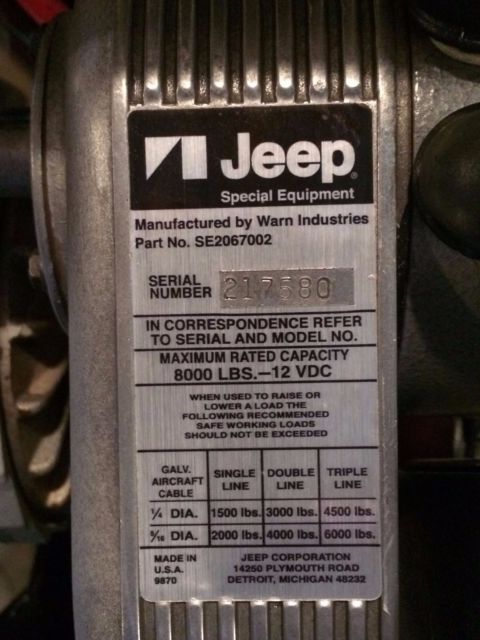 Jeep®
Special Equipment
Manufactured by Warn Industries
Part No. SE2067002
SERIAL NUMBER 217580
IN CORRESPONDENCE REFER
TO SERIAL AND MODEL NO.
MAXIMUM RATED CAPACITY
8000 LBS.—12 VDC
WHEN USED TO RAISE OR
LOWER A LOAD THE
FOLLOWING RECOMMENDED
SAFE WORKING LOADS
SHOULD NOT BE EXCEEDED
GALV. AIRCRAFT CABLE SINGLE LINE DOUBLE LINE TRIPLE LINE
1/4 DIA. 1500 lbs. 3000 lbs. 4500 lbs.
5/16 DIA. 2000 lbs. 4000 lbs. 6000 lbs.
MADE IN
U.S.A.
9870
JEEP CORPORATION
14250 PLYMOUTH ROAD
DETROIT, MICHIGAN 48232